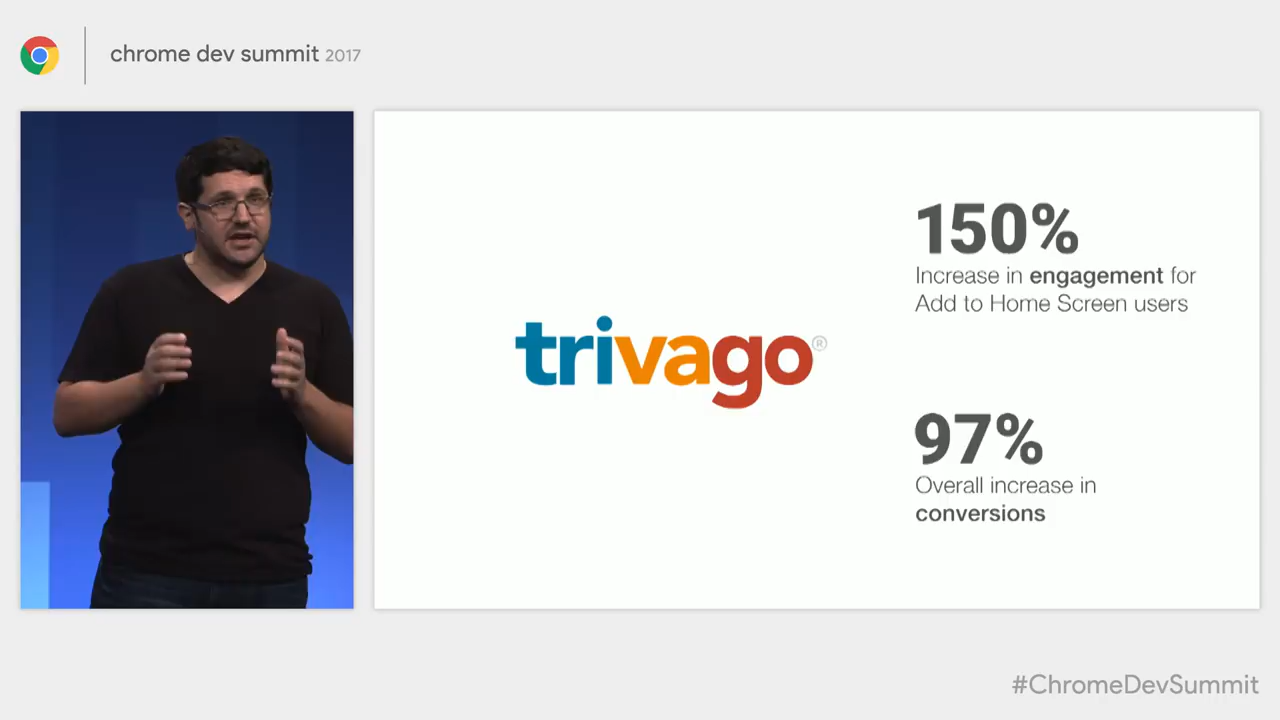 chrome dev summit 2017
150%
Increase in engagement for
Add to Home Screen users
trivago®
97%
Overall increase in
conversions
#ChromeDevSummit